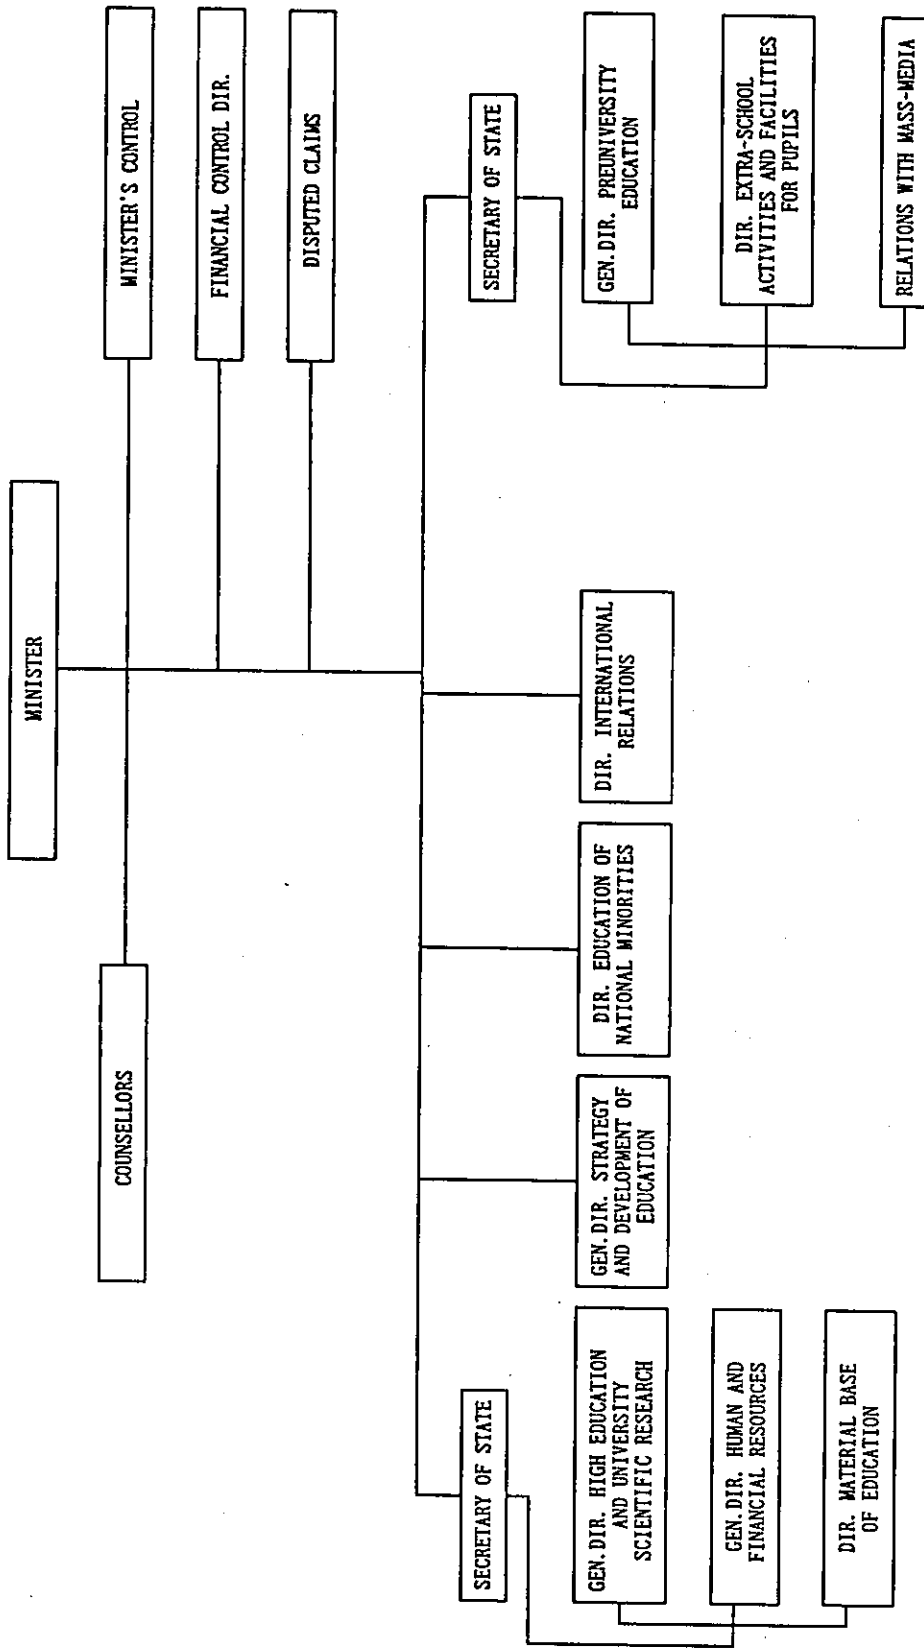 MINISTER
COUNSELLORS
MINISTER'S CONTROL
FINANCIAL CONTROL DIR.
DISPUTED CLAIMS
SECRETARY OF STATE
SECRETARY OF STATE
GEN.DIR. HIGH EDUCATION
AND UNIVERSITY
SCIENTIFIC RESEARCH
GEN.DIR. STRATEGY
AND DEVELOPMENT OF
EDUCATION
DIR. EDUCATION OF
NATIONAL MINORITIES
DIR. INTERNATIONAL
RELATIONS
GEN.DIR. PREUNIVERSITY
EDUCATION
GEN.DIR. HUMAN AND
FINANCIAL RESOURCES
DIR. EXTRA-SCHOOL
ACTIVITIES AND FACILITIES
FOR PUPILS
DIR. MATERIAL BASE
OF EDUCATION
RELATIONS WITH MASS-MEDIA